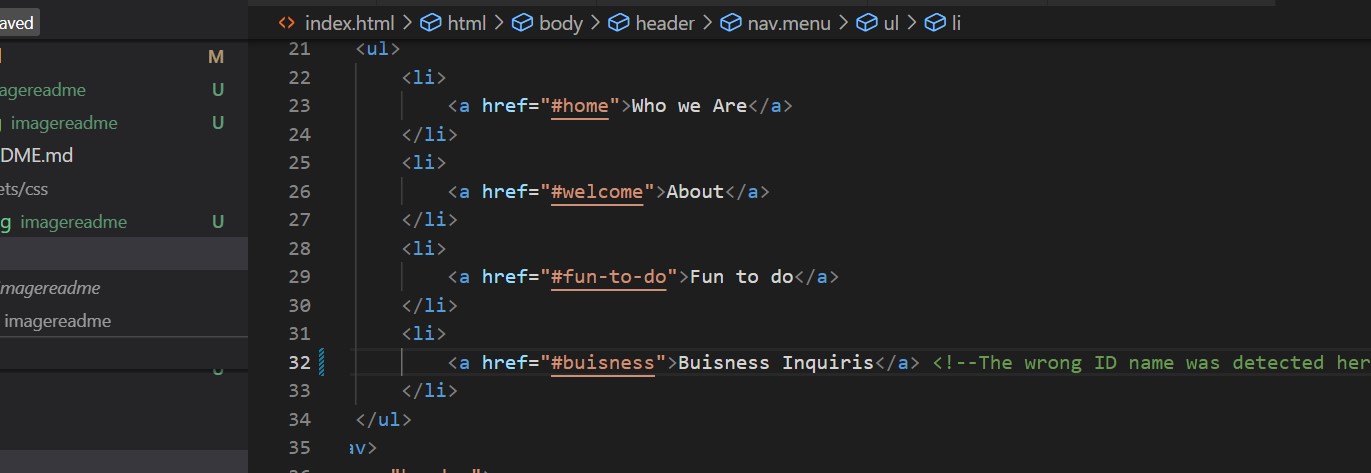 aved
index.html > html > body > header > nav.menu > ul > li
M
agereadme U
imagereadme U
DME.md
ets/css
g imagereadme U
magereadme
imagereadme
21 <ul>
22 <li>
23 <a href="#home">Who we Are</a>
24 </li>
25 <li>
26 <a href="#welcome">About</a>
27 </li>
28 <li>
29 <a href="#fun-to-do">Fun to do</a>
30 </li>
31 <li>
32 <a href="#buisness">Buisness Inquiris</a> <!--The wrong ID name was detected her
33 </li>
34 </ul>
35 av>